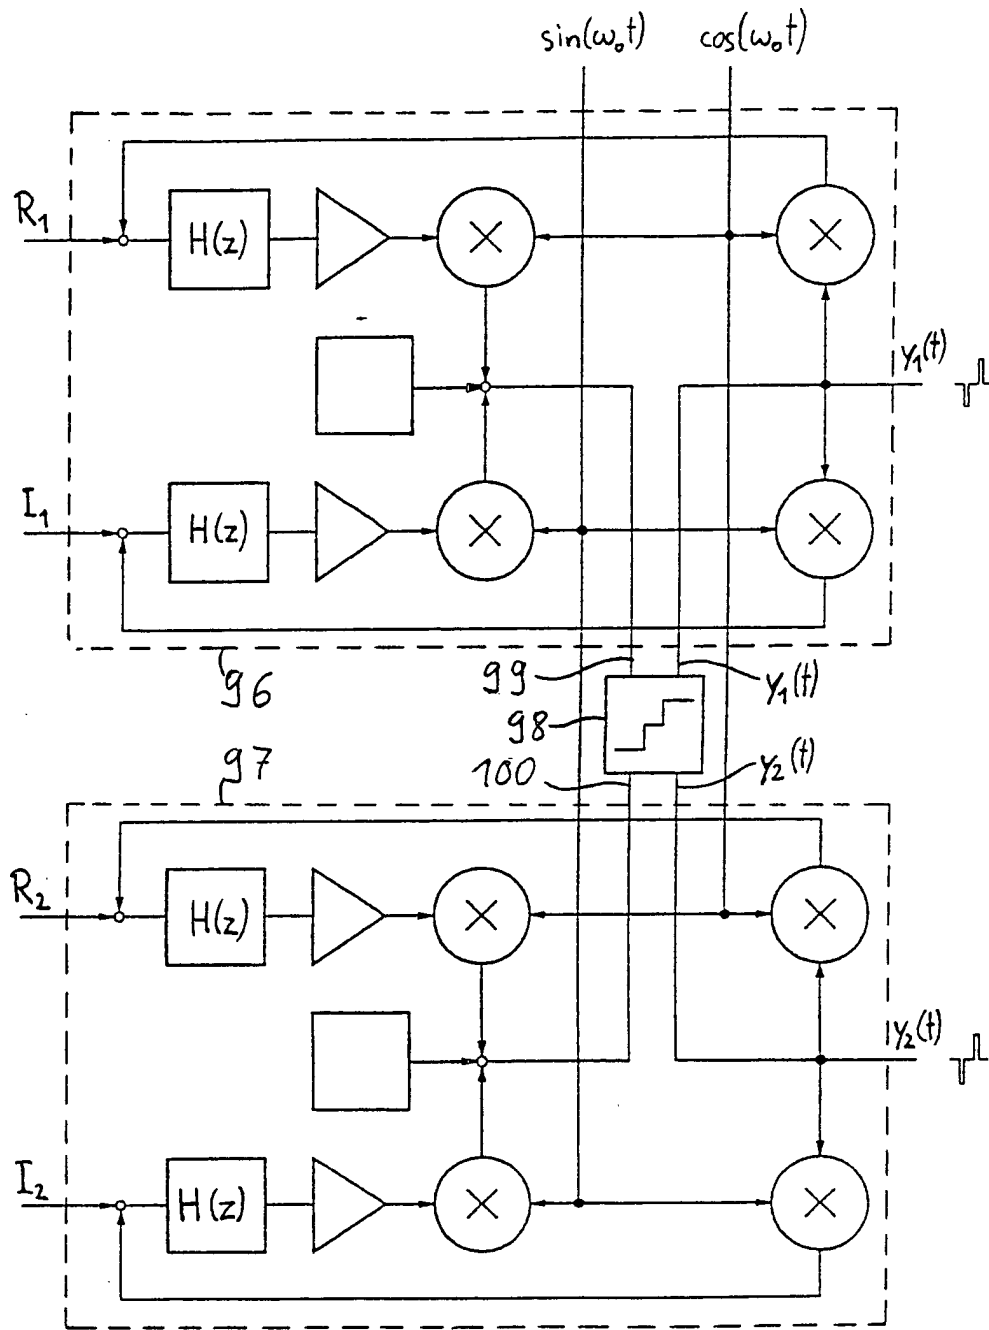 sin(ω₀t) cos(ω₀t)
R₁
H(z)
y₁(t)
I₁
H(z)
96
99
y₁(t)
98
97
100
y₂(t)
R₂
H(z)
y₂(t)
I₂
H(z)